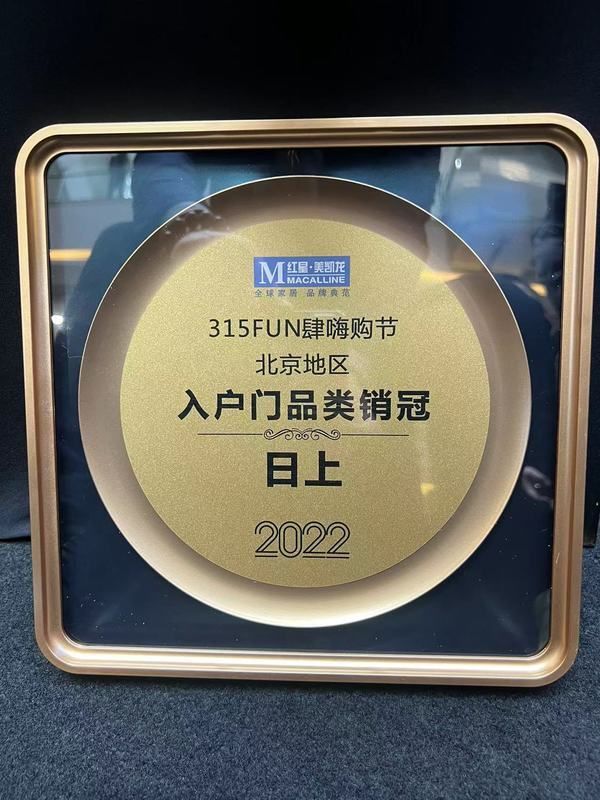 M 红星·美凯龙
MACALLINE
全球家居 品牌典范
315FUN肆嗨购节
北京地区
入户门品类销冠
日上
2022